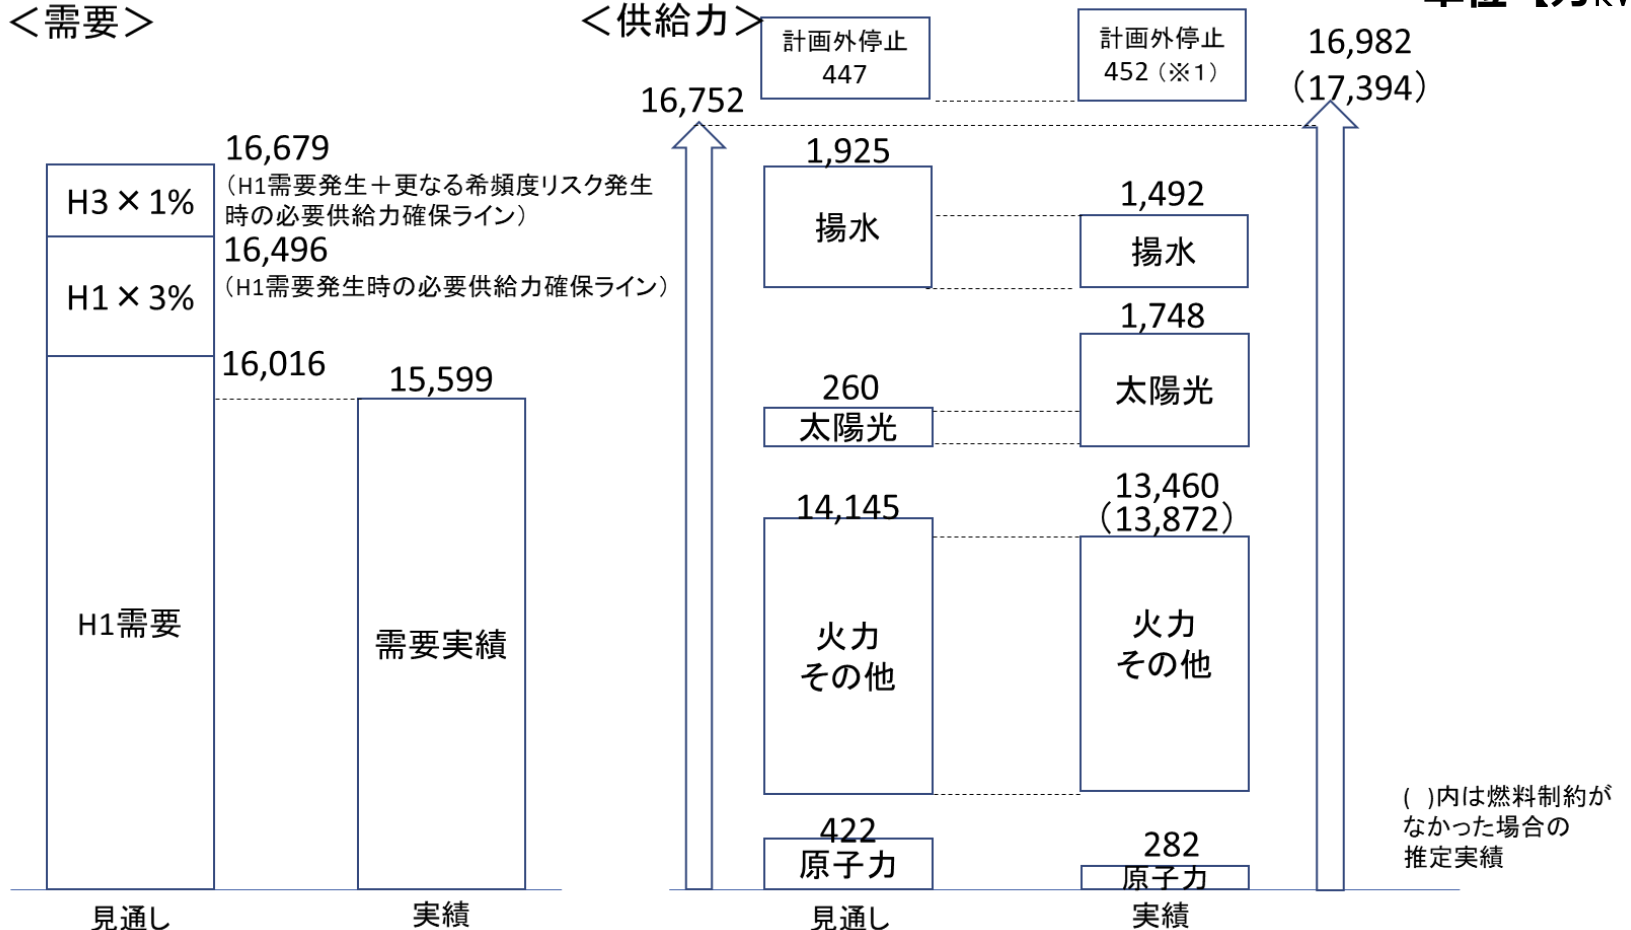 ＜需要＞
16,679
（H1需要発生＋更なる希頻度リスク発生
時の必要供給力確保ライン）
H3 × 1%
16,496
（H1需要発生時の必要供給力確保ライン）
H1 × 3%
16,016
15,599
H1需要
需要実績
見通し
実績
＜供給力＞
16,752
計画外停止
447
1,925
揚水
260
太陽光
14,145
火力
その他
422
原子力
見通し
計画外停止
452（※1）
1,492
揚水
1,748
太陽光
13,460
（13,872）
火力
その他
282
原子力
実績
16,982
（17,394）
(　)内は燃料制約が
なかった場合の
推定実績